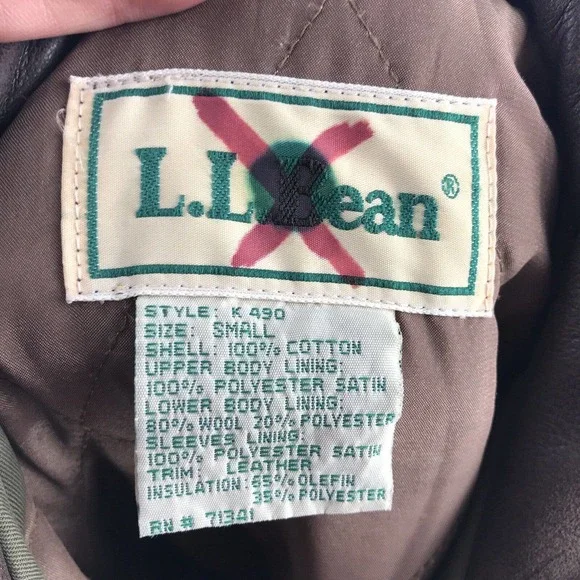 L.L.Bean®
STYLE: K490
SIZE: SMALL
SHELL: 100% COTTON
UPPER BODY LINING
100% POLYESTER SATIN
LOWER BODY LINING
80% WOOL 20% POLYESTER
SLEEVES LINING
100% POLYESTER SATIN
TRIM: LEATHER
INSULATION: 65% OLEFIN
35% POLYESTER
RN # 71341